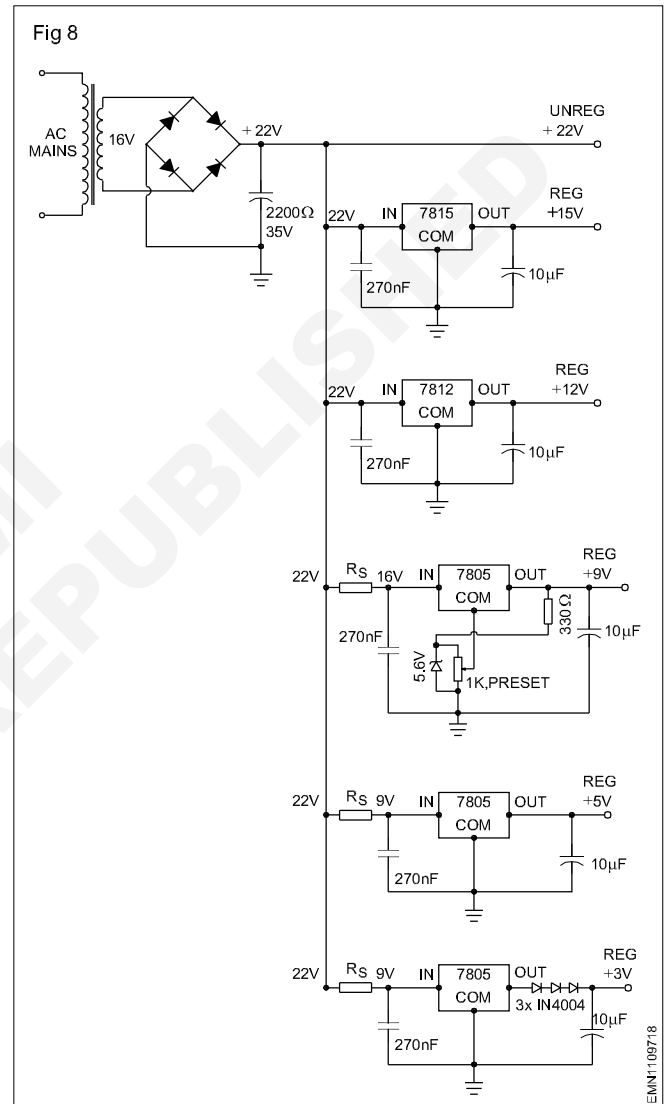 Fig 8
AC
MAINS
16V
+ 22V
2200Ω
35V
UNREG
+ 22V
22V
IN
7815
COM
OUT
REG
+15V
270nF
10µF
22V
IN
7812
COM
OUT
REG
+12V
270nF
10µF
22V
RS
16V
IN
7805
COM
OUT
REG
+9V
330Ω
270nF
5.6V
1K,PRESET
10µF
22V
RS
9V
IN
7805
COM
OUT
REG
+5V
270nF
10µF
22V
RS
9V
IN
7805
COM
OUT
3x IN4004
REG
+3V
270nF
10µF
EMN1109718
REPUBLISHED